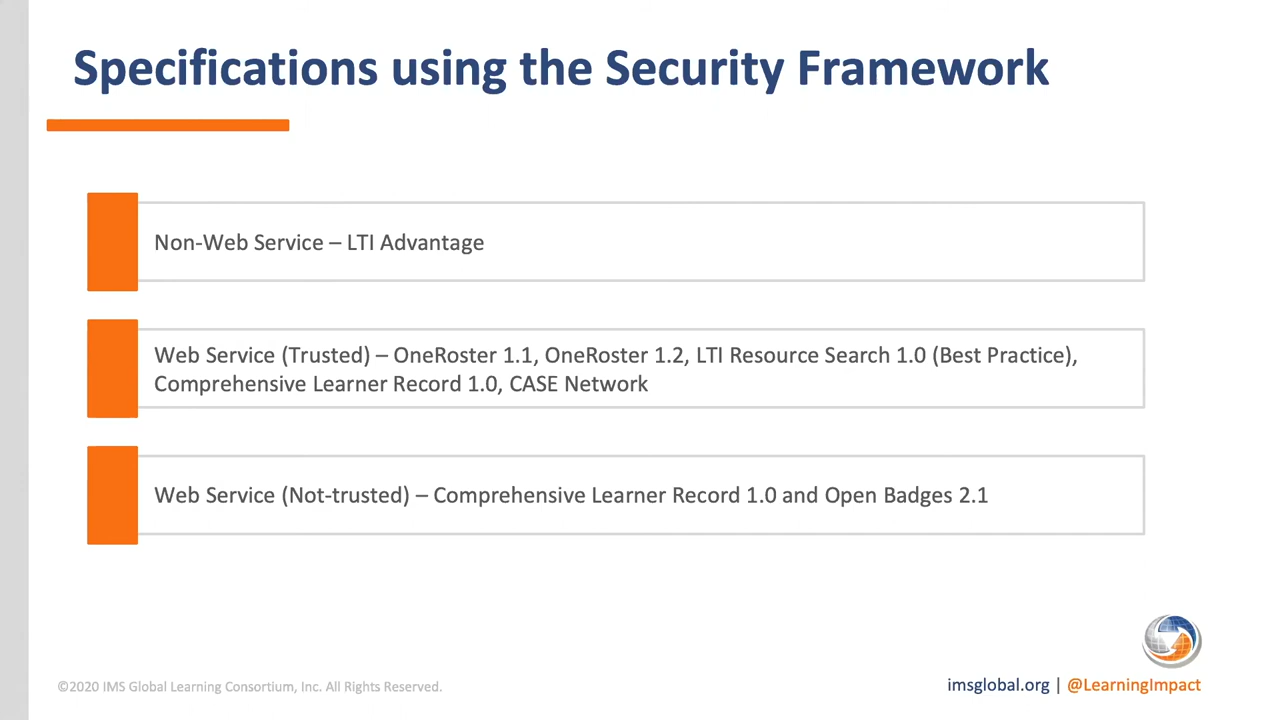 Specifications using the Security Framework
Non-Web Service – LTI Advantage
Web Service (Trusted) – OneRoster 1.1, OneRoster 1.2, LTI Resource Search 1.0 (Best Practice),
Comprehensive Learner Record 1.0, CASE Network
Web Service (Not-trusted) – Comprehensive Learner Record 1.0 and Open Badges 2.1
©2020 IMS Global Learning Consortium, Inc. All Rights Reserved.
imsglobal.org | @LearningImpact